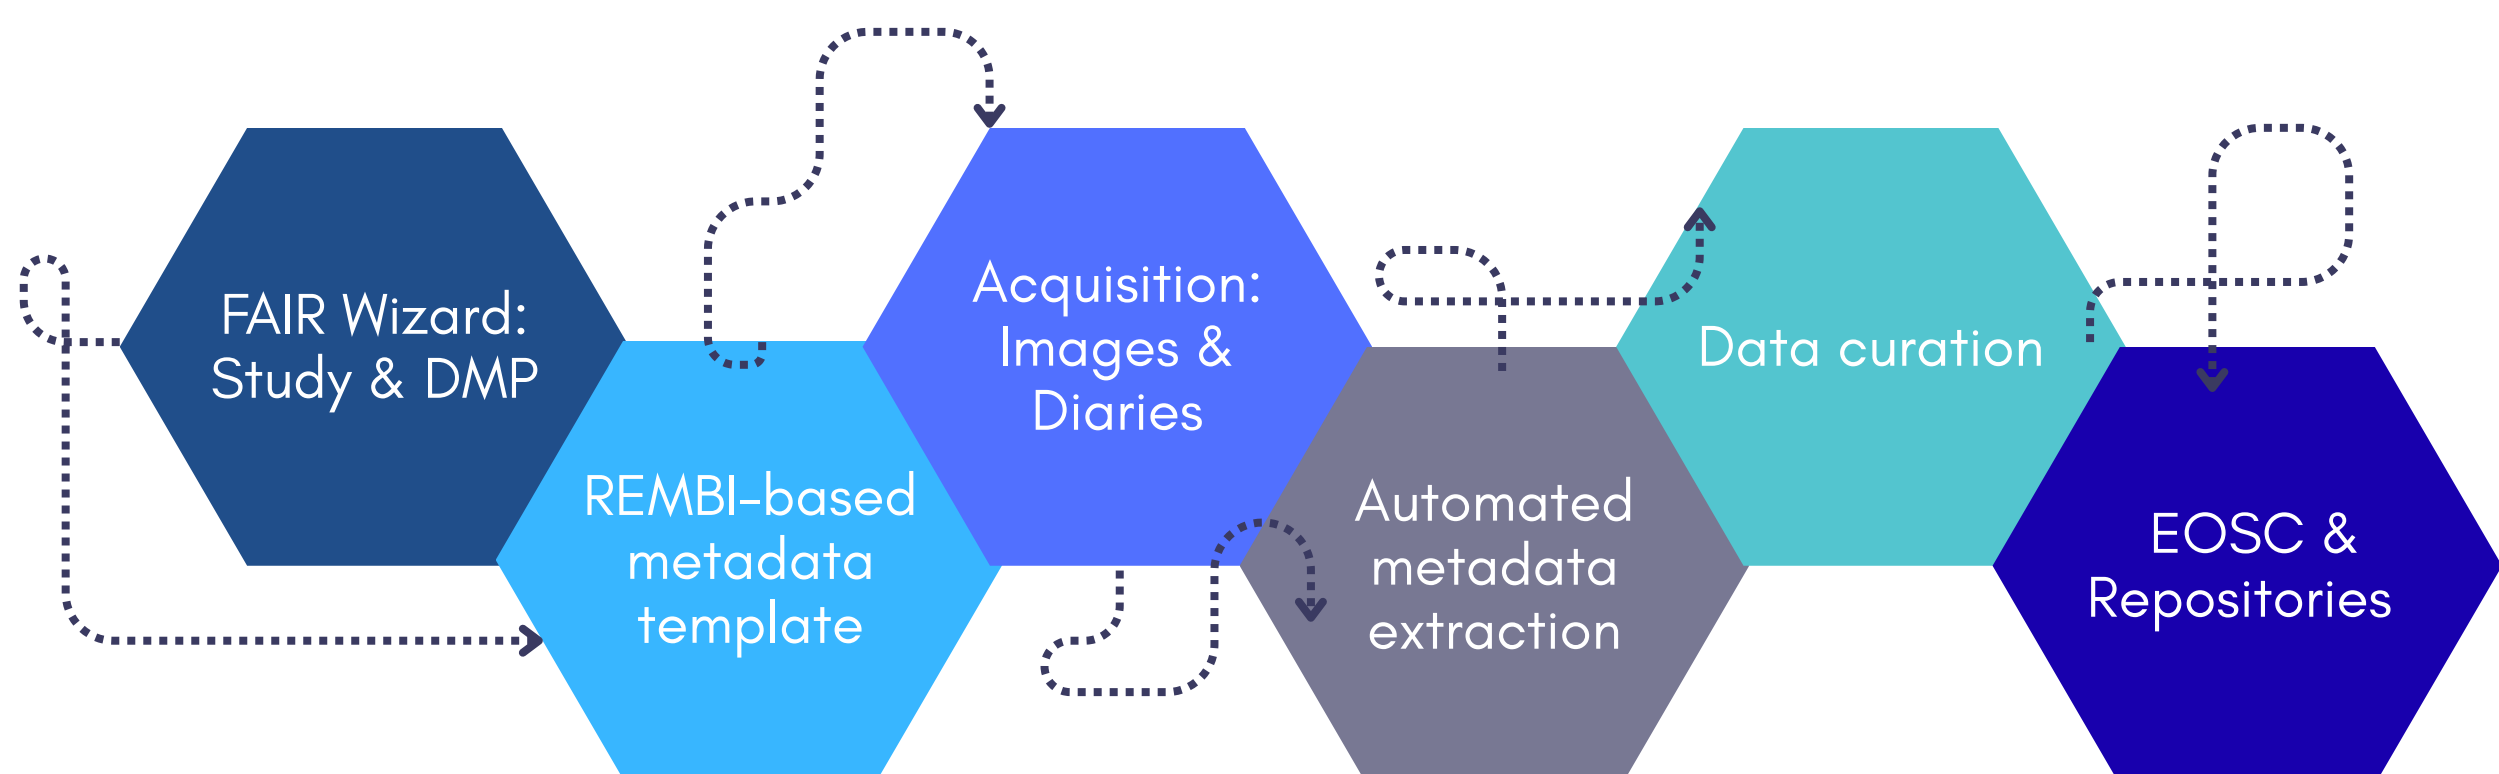 FAIR Wizard:
Study & DMP
REMBI-based
metadata
template
Acquisition:
Images &
Diaries
Automated
metadata
extraction
Data curation
EOSC &
Repositories